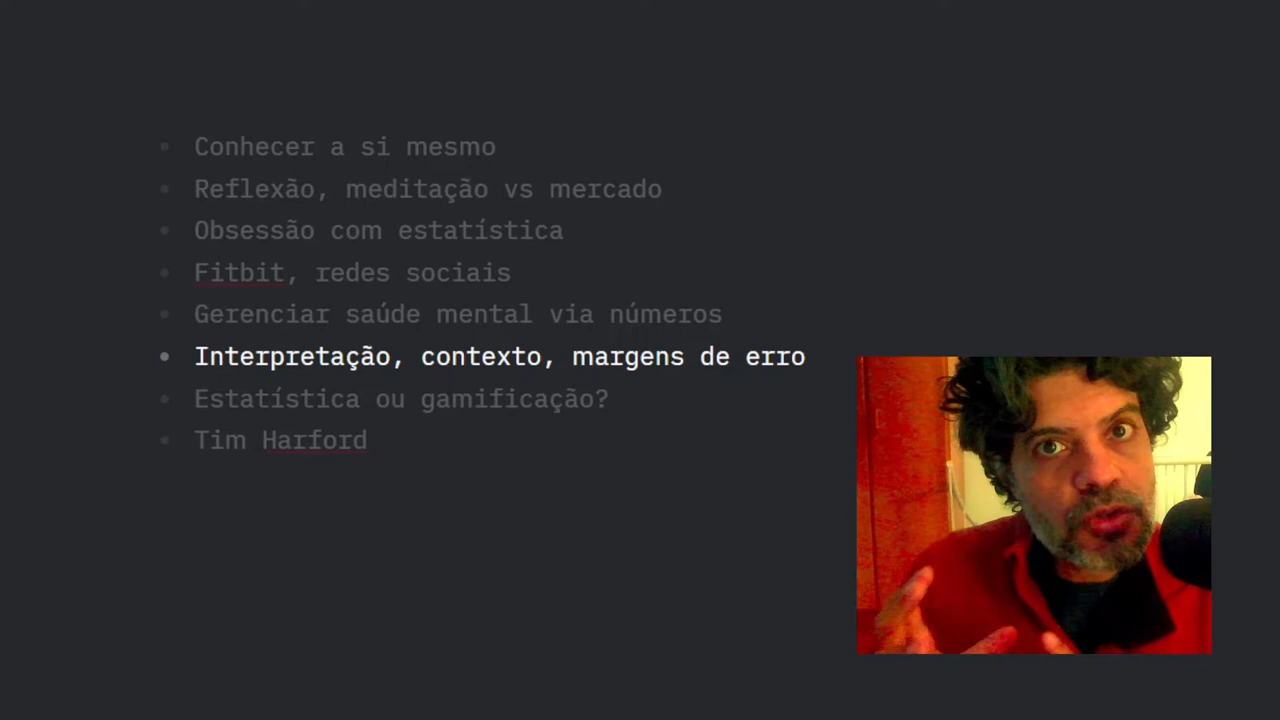 Conhecer a si mesmo
Reflexão, meditação vs mercado
Obsessão com estatística
Fitbit, redes sociais
Gerenciar saúde mental via números
Interpretação, contexto, margens de erro
Estatística ou gamificação?
Tim Harford